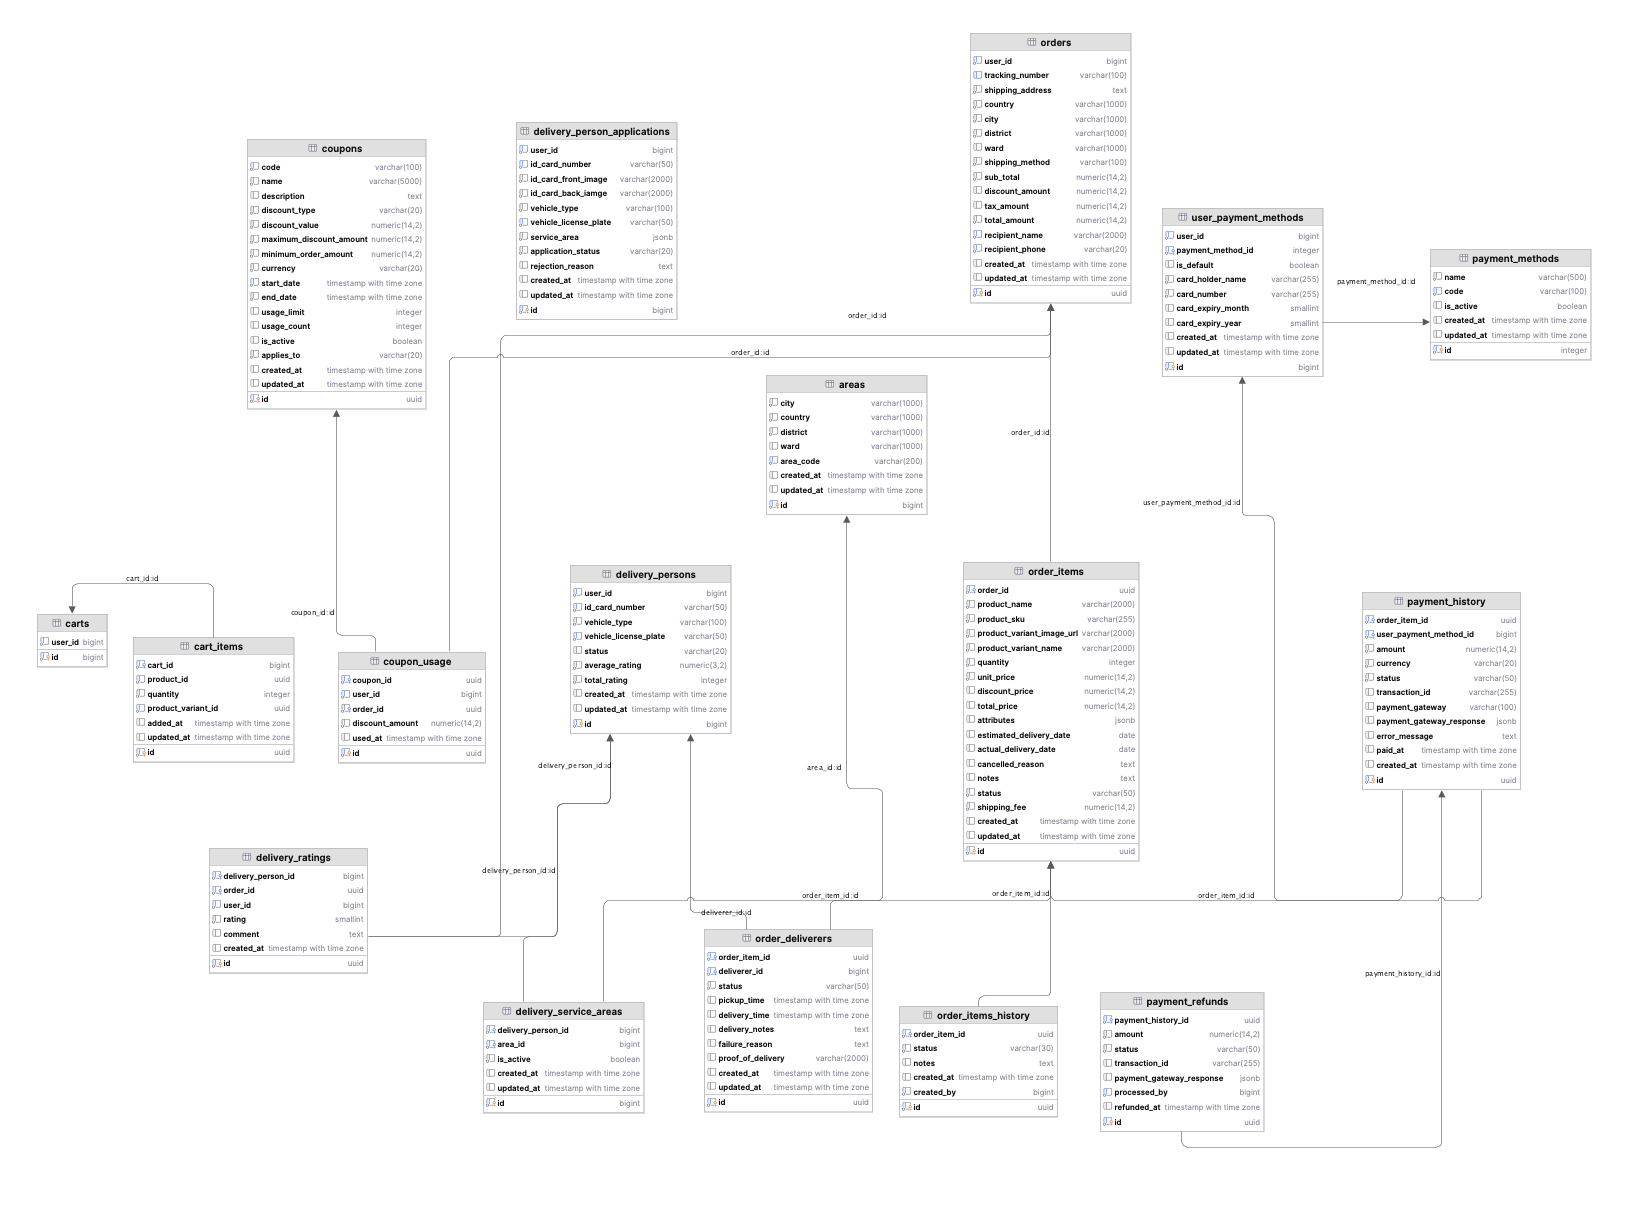 orders
user_id bigint
tracking_number varchar(100)
shipping_address text
country varchar(1000)
city varchar(1000)
district varchar(1000)
ward varchar(1000)
shipping_method varchar(100)
sub_total numeric(14,2)
discount_amount numeric(14,2)
tax_amount numeric(14,2)
total_amount numeric(14,2)
recipient_name varchar(2000)
recipient_phone varchar(20)
created_at timestamp with time zone
updated_at timestamp with time zone
id uuid
delivery_person_applications
user_id bigint
id_card_number varchar(50)
id_card_front_image varchar(2000)
id_card_back_iamge varchar(2000)
vehicle_type varchar(100)
vehicle_license_plate varchar(50)
service_area jsonb
application_status varchar(20)
rejection_reason text
created_at timestamp with time zone
updated_at timestamp with time zone
id bigint
coupons
code varchar(100)
name varchar(5000)
description text
discount_type varchar(20)
discount_value numeric(14,2)
maximum_discount_amount numeric(14,2)
minimum_order_amount numeric(14,2)
currency varchar(20)
start_date timestamp with time zone
end_date timestamp with time zone
usage_limit integer
usage_count integer
is_active boolean
applies_to varchar(20)
created_at timestamp with time zone
updated_at timestamp with time zone
id uuid
user_payment_methods
user_id bigint
payment_method_id integer
is_default boolean
card_holder_name varchar(255)
card_number varchar(255)
card_expiry_month smallint
card_expiry_year smallint
created_at timestamp with time zone
updated_at timestamp with time zone
id bigint
payment_method_id:id
payment_methods
name varchar(500)
code varchar(100)
is_active boolean
created_at timestamp with time zone
updated_at timestamp with time zone
id integer
order_id:id
order_id:id
order_id:id
areas
city varchar(1000)
country varchar(1000)
district varchar(1000)
ward varchar(1000)
area_code varchar(200)
created_at timestamp with time zone
updated_at timestamp with time zone
id bigint
user_payment_method_id:id
cart_id:id
coupon_id:id
carts
user_id bigint
id bigint
cart_items
cart_id bigint
product_id uuid
quantity integer
product_variant_id uuid
added_at timestamp with time zone
updated_at timestamp with time zone
id uuid
coupon_usage
coupon_id uuid
user_id bigint
order_id uuid
discount_amount numeric(14,2)
used_at timestamp with time zone
id uuid
delivery_persons
user_id bigint
id_card_number varchar(50)
vehicle_type varchar(100)
vehicle_license_plate varchar(50)
status varchar(20)
average_rating numeric(3,2)
total_rating integer
created_at timestamp with time zone
updated_at timestamp with time zone
id bigint
order_items
order_id uuid
product_name varchar(2000)
product_sku varchar(255)
product_variant_image_url varchar(2000)
product_variant_name varchar(2000)
quantity integer
unit_price numeric(14,2)
discount_price numeric(14,2)
total_price numeric(14,2)
attributes jsonb
estimated_delivery_date date
actual_delivery_date date
cancelled_reason text
notes text
status varchar(50)
shipping_fee numeric(14,2)
created_at timestamp with time zone
updated_at timestamp with time zone
id uuid
payment_history
order_item_id uuid
user_payment_method_id bigint
amount numeric(14,2)
currency varchar(20)
status varchar(50)
transaction_id varchar(255)
payment_gateway varchar(100)
payment_gateway_response jsonb
error_message text
paid_at timestamp with time zone
created_at timestamp with time zone
id uuid
delivery_person_id:id
area_id:id
delivery_person_id:id
order_item_id:id
order_item_id:id
order_item_id:id
deliverer_id:id
payment_history_id:id
delivery_ratings
delivery_person_id bigint
order_id uuid
user_id bigint
rating smallint
comment text
created_at timestamp with time zone
id uuid
delivery_service_areas
delivery_person_id bigint
area_id bigint
is_active boolean
created_at timestamp with time zone
updated_at timestamp with time zone
id bigint
order_deliverers
order_item_id uuid
deliverer_id bigint
status varchar(50)
pickup_time timestamp with time zone
delivery_time timestamp with time zone
delivery_notes text
failure_reason text
proof_of_delivery varchar(2000)
created_at timestamp with time zone
updated_at timestamp with time zone
id uuid
order_items_history
order_item_id uuid
status varchar(30)
notes text
created_at timestamp with time zone
created_by bigint
id uuid
payment_refunds
payment_history_id uuid
amount numeric(14,2)
status varchar(50)
transaction_id varchar(255)
payment_gateway_response jsonb
processed_by bigint
refunded_at timestamp with time zone
id uuid